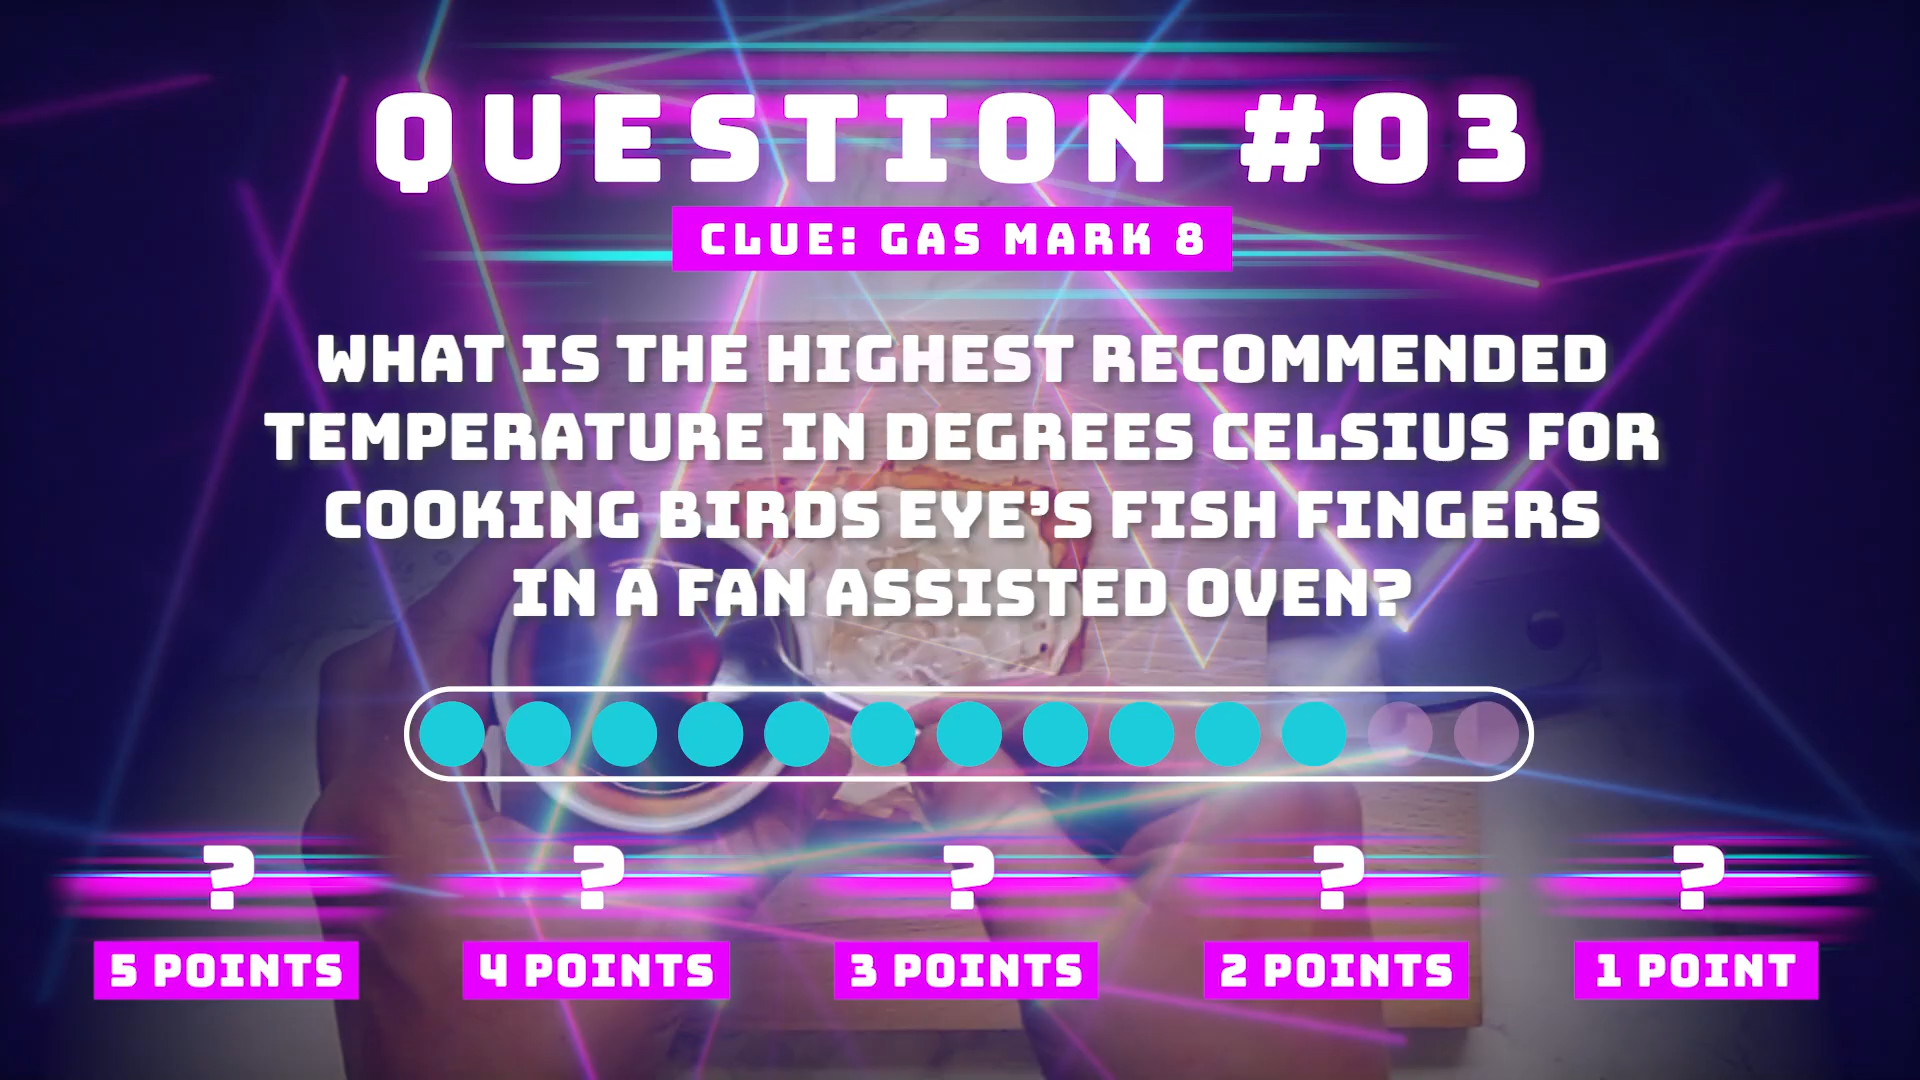 QUESTION #03
CLUE: GAS MARK 8
WHAT IS THE HIGHEST RECOMMENDED
TEMPERATURE IN DEGREES CELSIUS FOR
COOKING BIRDS EYE'S FISH FINGERS
IN A FAN ASSISTED OVEN?
? ? ? ? ?
5 POINTS 4 POINTS 3 POINTS 2 POINTS 1 POINT